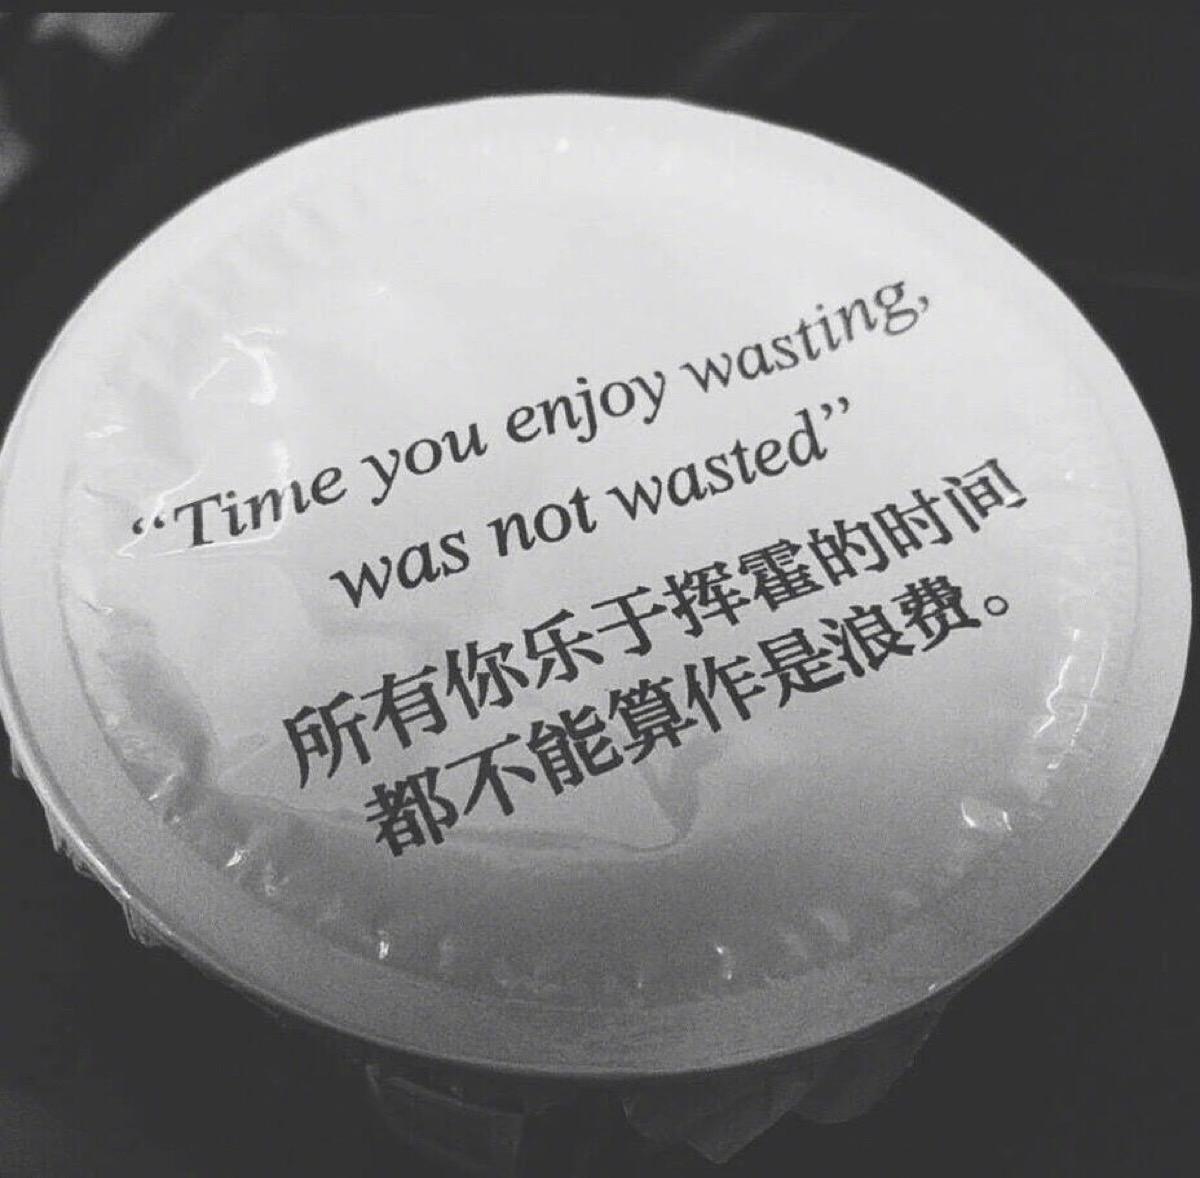 “Time you enjoy wasting,
was not wasted”
所有你乐于挥霍的时间
都不能算作是浪费。